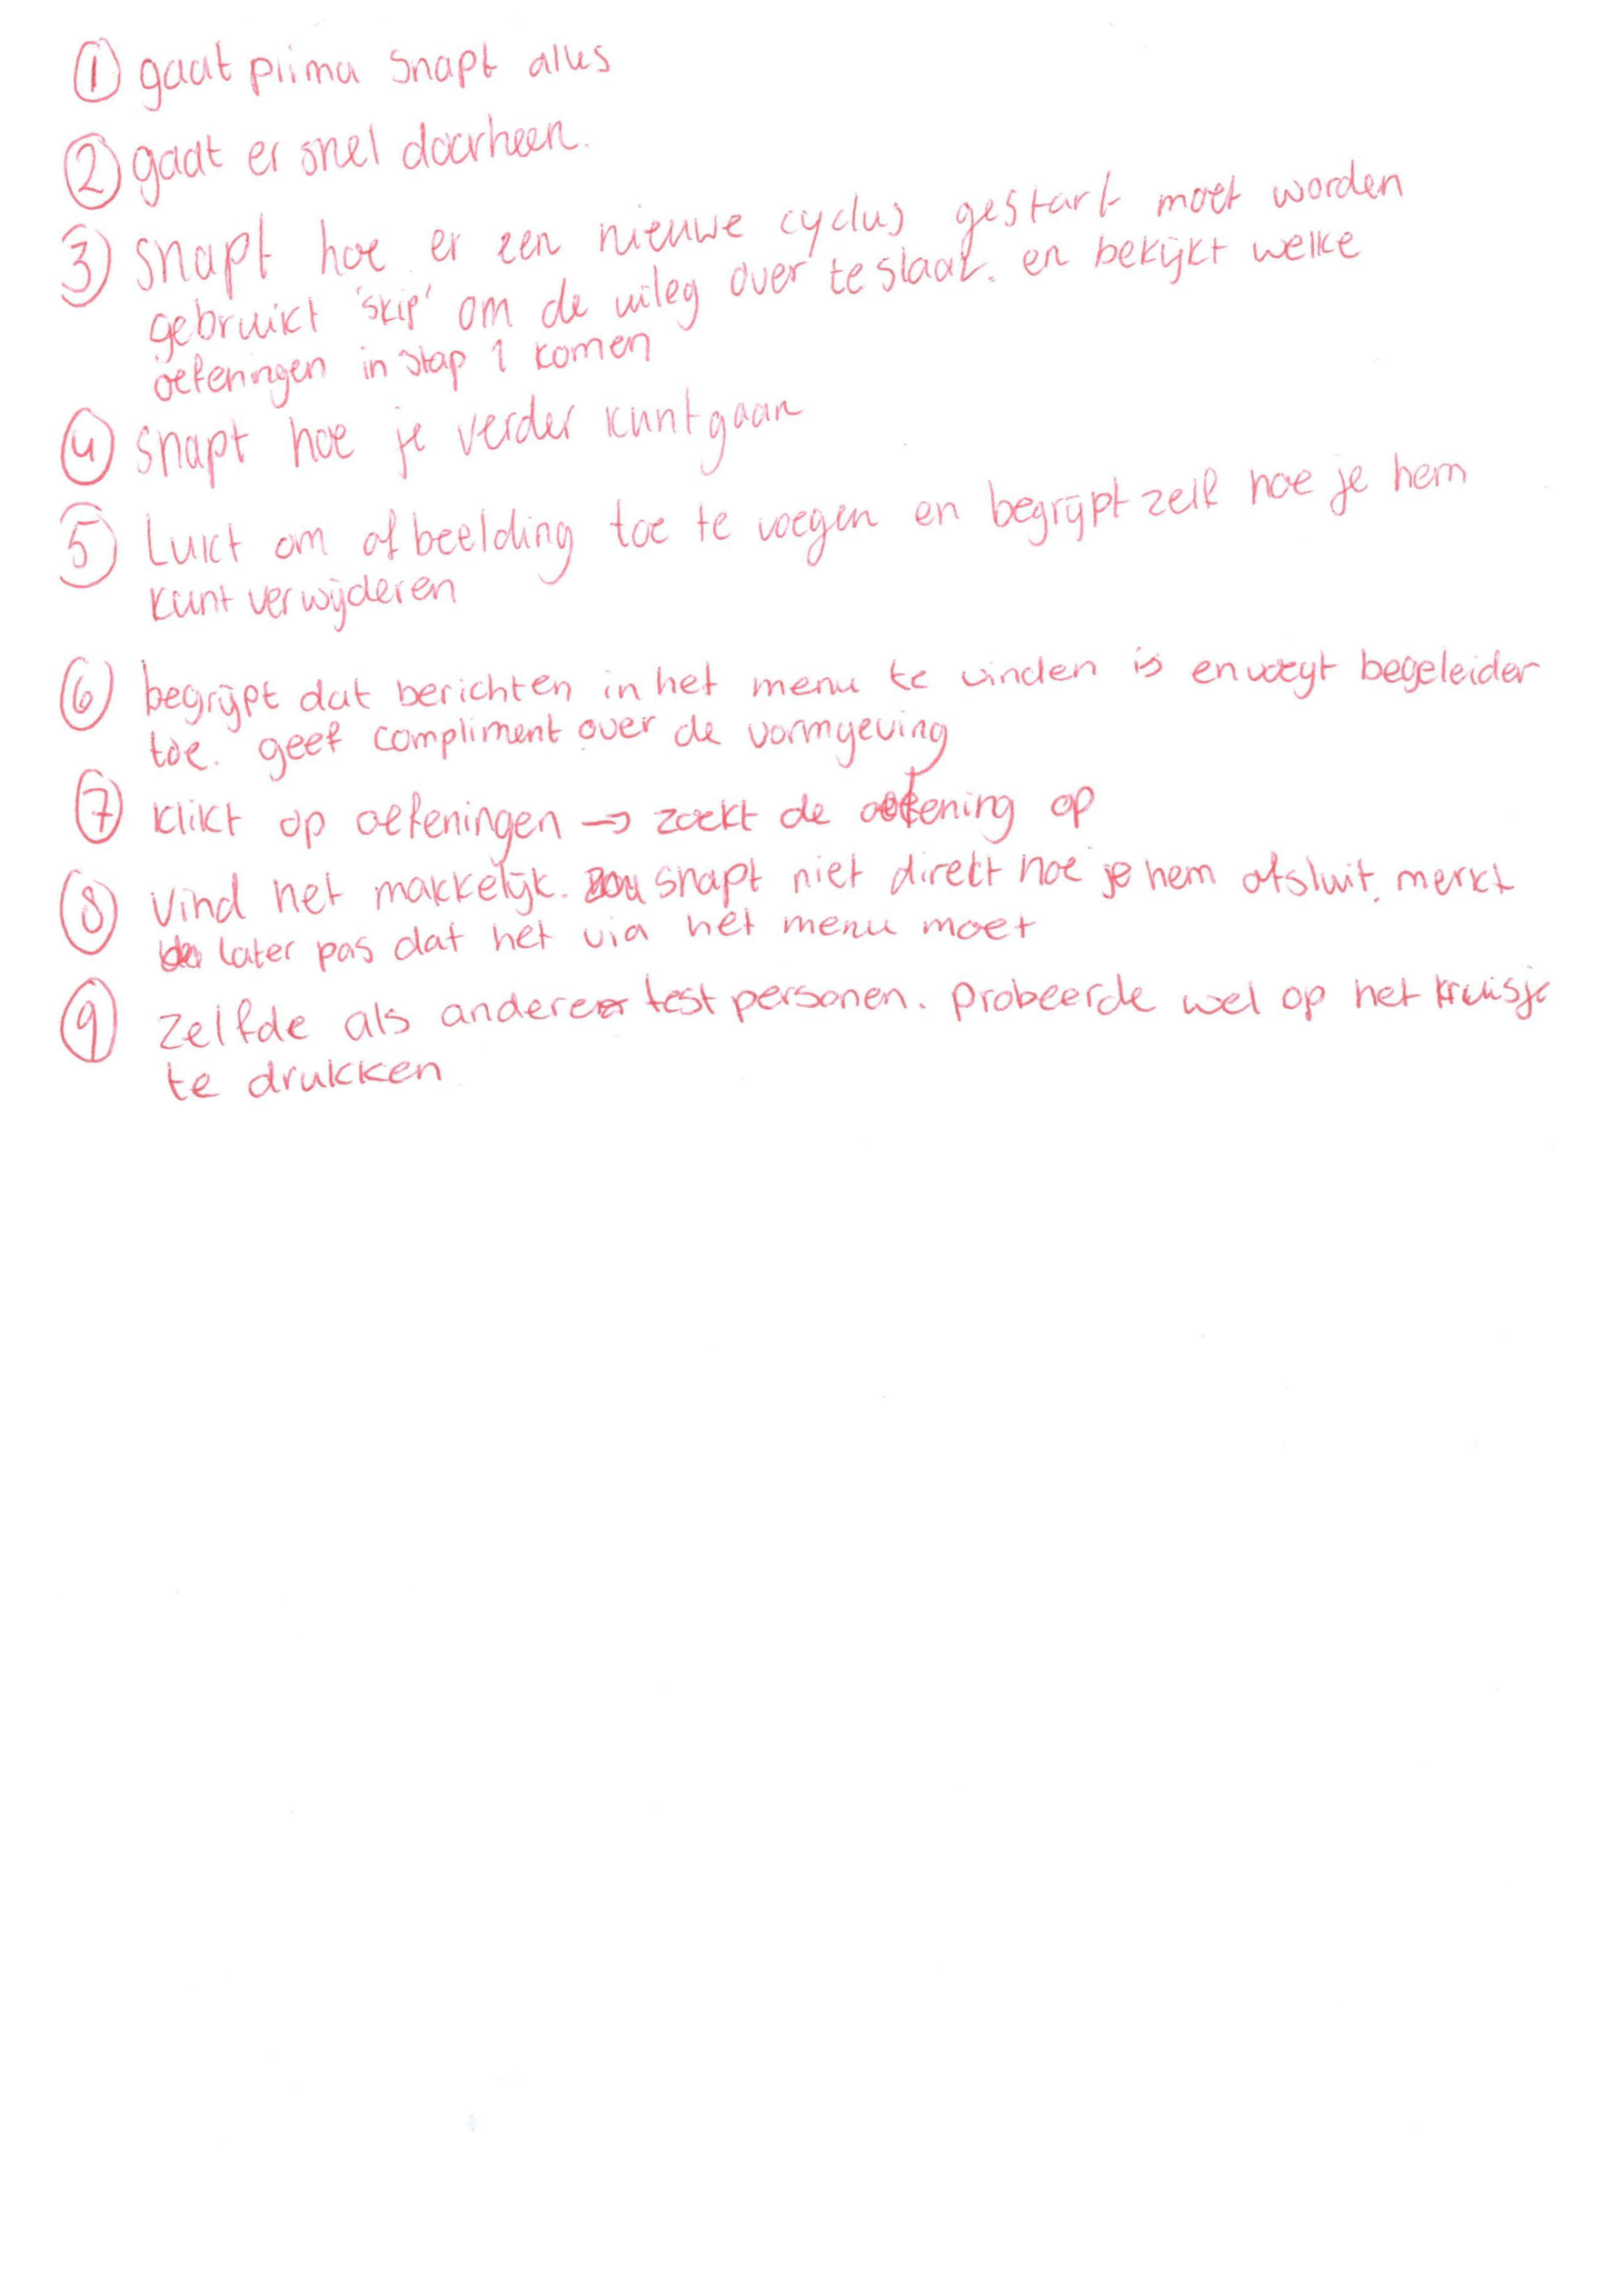 ① gaat prima snapt alles
② gaat er snel doorheen.
③ snapt hoe er een nieuwe cyclus gestart moet worden
gebruikt 'skip' om de uileg over te slaat. en bekijkt welke
oefeningen in stap 1 komen
④ snapt hoe je verder kunt gaan
⑤ Lukt om afbeelding toe te voegen en begrijpt zelf hoe je hem
kunt verwijderen
⑥ begrijpt dat berichten in het menu te vinden is en voegt begeleider
toe. geef compliment over de vormgeving
⑦ klikt op oefeningen → zoekt de oefening op
⑧ Vind het makkelijk. snapt niet direct hoe je hem afsluit. merkt
later pas dat het via het menu moet
⑨ zelfde als andere test personen. probeerde wel op het kruisje
te drukken